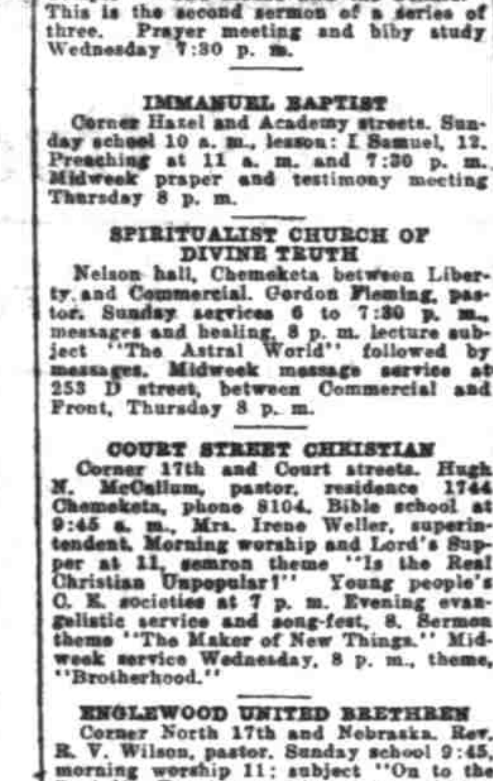 This is the second sermon of a series of
three. Prayer meeting and biby study
Wednesday 7:30 p. m.
IMMANUEL BAPTIST
Corner Hazel and Academy streets. Sun-
day school 10 a. m., lesson: I Samuel, 12.
Preaching at 11 a. m. and 7:30 p. m.
Midweek praper and testimony meeting
Thursday 8 p. m.
SPIRITUALIST CHURCH OF
DIVINE TRUTH
Nelson hall, Chemeketa between Liber-
ty and Commercial. Gordon Fleming, pas-
tor. Sunday services 6 to 7:30 p. m.,
messages and healing, 8 p. m. lecture sub-
ject "The Astral World" followed by
messages. Midweek message service at
253 D street, between Commercial and
Front, Thursday 8 p. m.
COURT STREET CHRISTIAN
Corner 17th and Court streets. Hugh
N. McCallum, pastor, residence 1744
Chemeketa, phone 8104. Bible school at
9:45 a. m., Mrs. Irene Weller, superin-
tendent. Morning worship and Lord's Sup-
per at 11, semron theme "Is the Real
Christian Unpopular?" Young people's
C. E. societies at 7 p. m. Evening evan-
gelistic service and song-fest, 8. Sermon
theme "The Maker of New Things." Mid-
week service Wednesday, 8 p. m., theme,
"Brotherhood."
ENGLEWOOD UNITED BRETHREN
Corner North 17th and Nebraska. Rev.
R. V. Wilson, pastor. Sunday school 9:45,
morning worship 11; subject "On to the